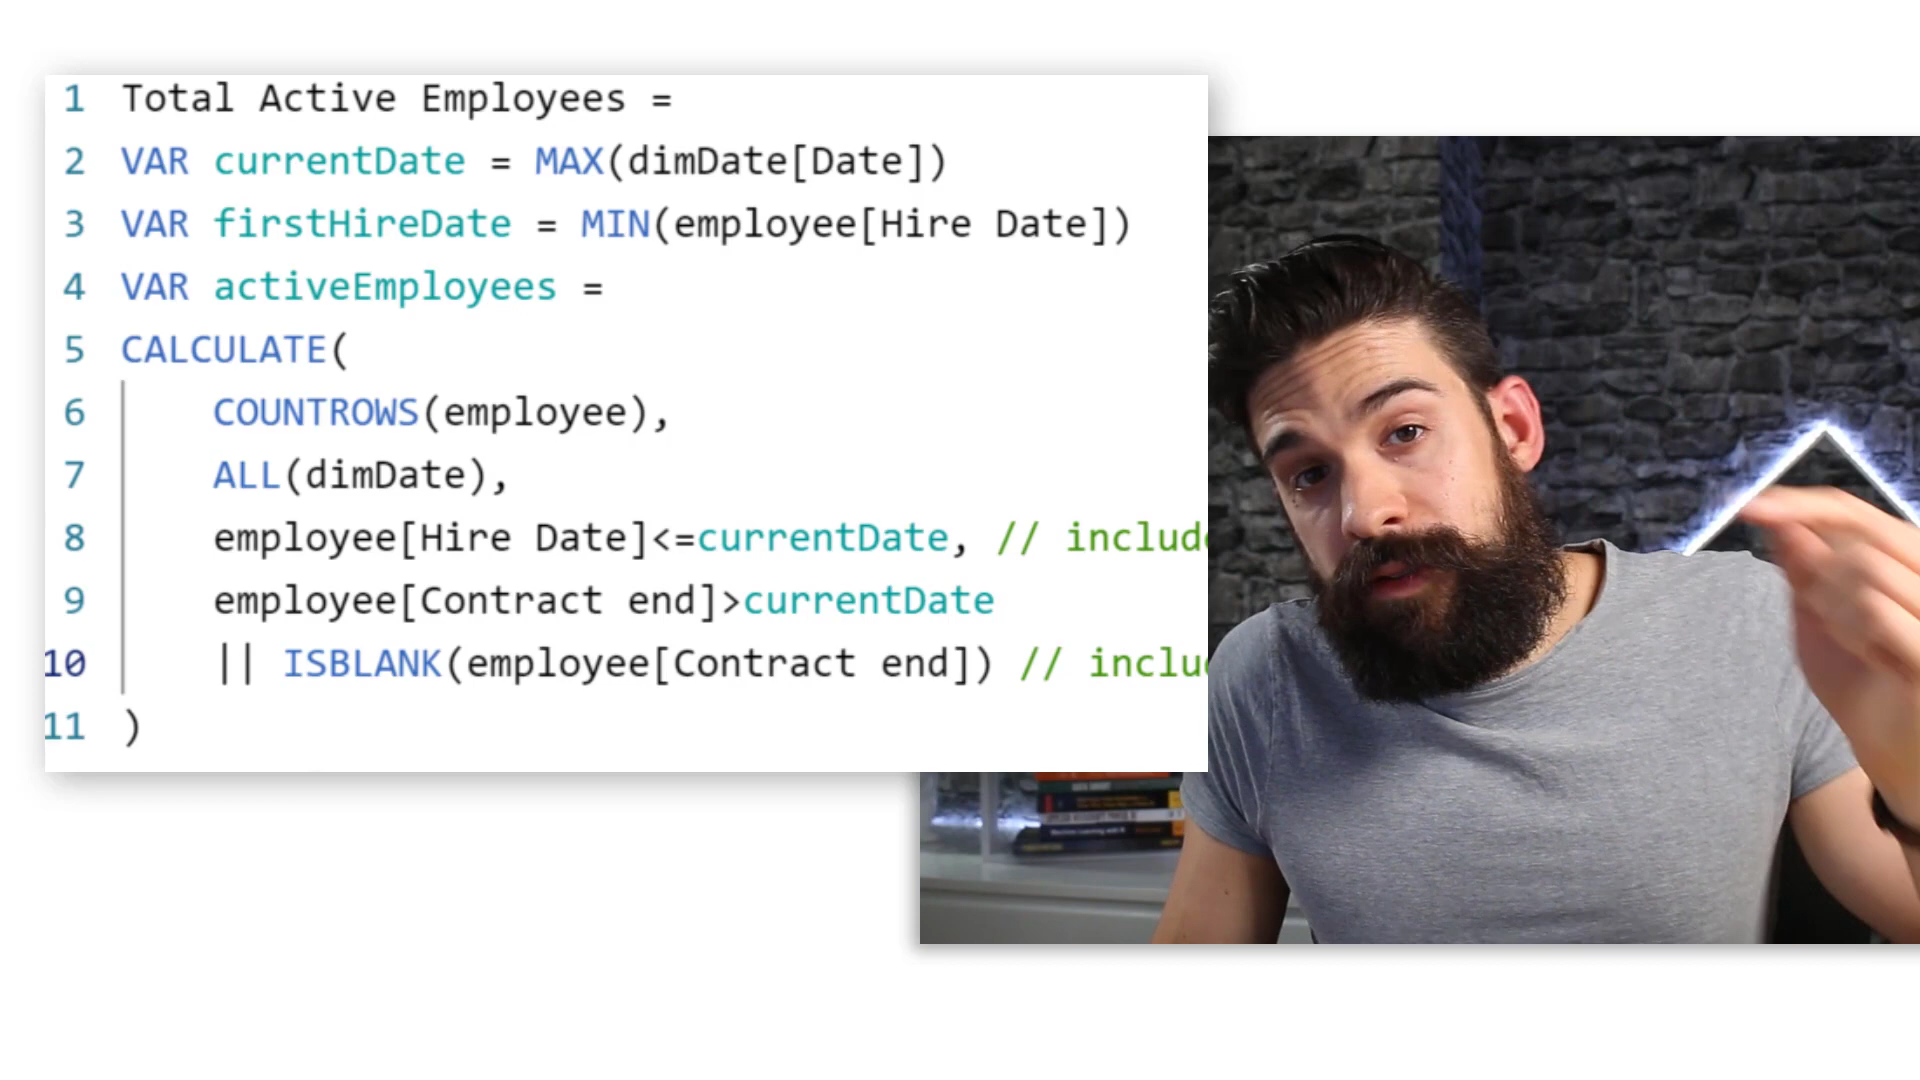 1 Total Active Employees =
2 VAR currentDate = MAX(dimDate[Date])
3 VAR firstHireDate = MIN(employee[Hire Date])
4 VAR activeEmployees =
5 CALCULATE(
6 COUNTROWS(employee),
7 ALL(dimDate),
8 employee[Hire Date]<=currentDate, // includ
9 employee[Contract end]>currentDate
10 || ISBLANK(employee[Contract end]) // inclu
11 )